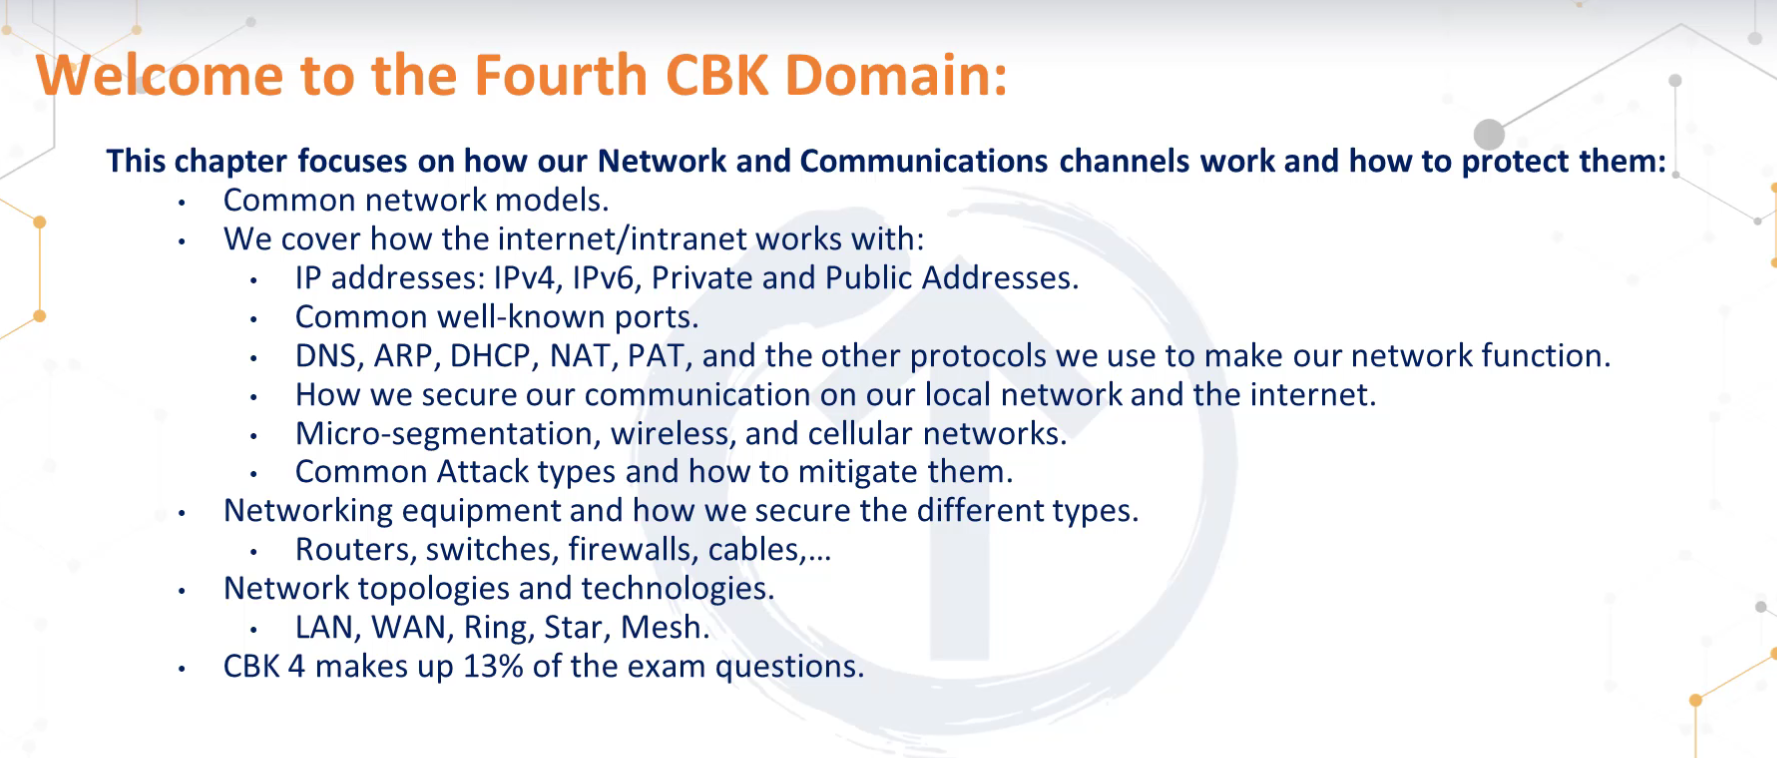 Welcome to the Fourth CBK Domain:
This chapter focuses on how our Network and Communications channels work and how to protect them:
• Common network models.
• We cover how the internet/intranet works with:
• IP addresses: IPv4, IPv6, Private and Public Addresses.
• Common well-known ports.
• DNS, ARP, DHCP, NAT, PAT, and the other protocols we use to make our network function.
• How we secure our communication on our local network and the internet.
• Micro-segmentation, wireless, and cellular networks.
• Common Attack types and how to mitigate them.
• Networking equipment and how we secure the different types.
• Routers, switches, firewalls, cables,...
• Network topologies and technologies.
• LAN, WAN, Ring, Star, Mesh.
• CBK 4 makes up 13% of the exam questions.